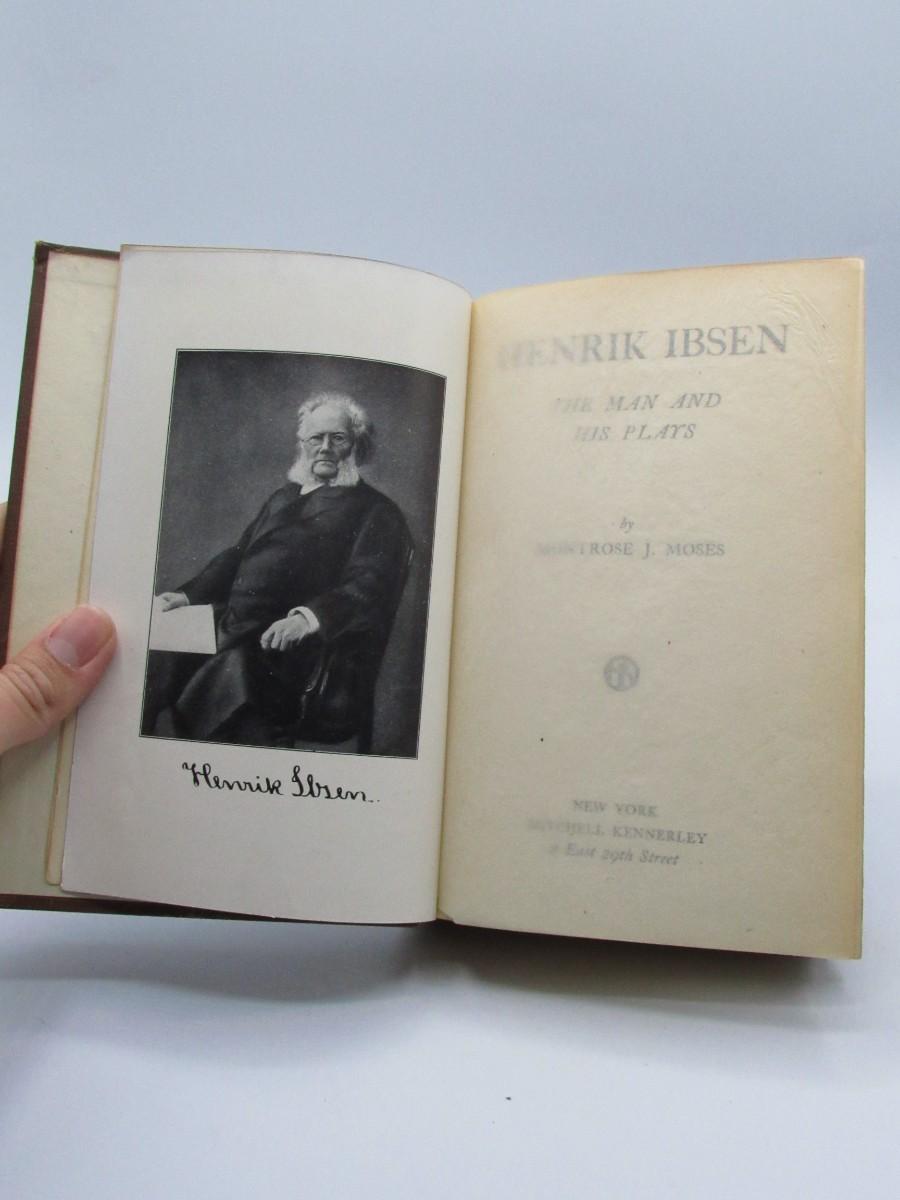 Henrik Ibsen.
HENRIK IBSEN
THE MAN AND
HIS PLAYS
by
MONTROSE J. MOSES
NEW YORK
MITCHELL KENNERLEY
2 East 29th Street